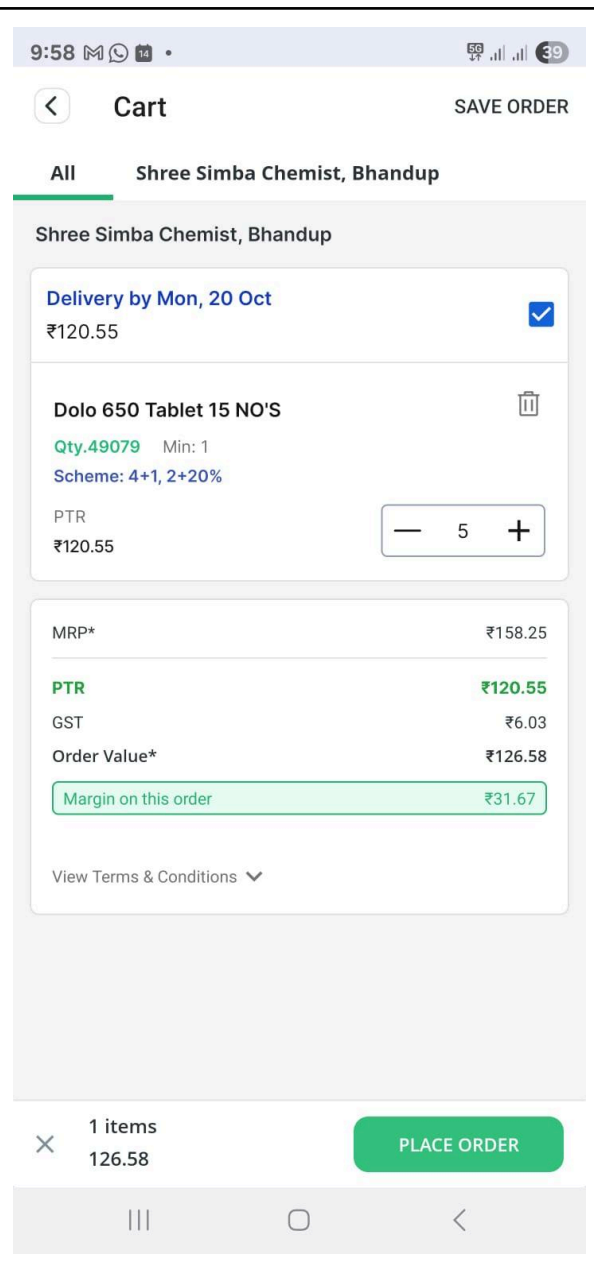 9:58
14
5G
39
Cart
SAVE ORDER
All
Shree Simba Chemist, Bhandup
Shree Simba Chemist, Bhandup
Delivery by Mon, 20 Oct
₹120.55
Dolo 650 Tablet 15 NO'S
Qty.49079 Min: 1
Scheme: 4+1, 2+20%
PTR
₹120.55
— 5 +
MRP* ₹158.25
PTR ₹120.55
GST ₹6.03
Order Value* ₹126.58
Margin on this order ₹31.67
View Terms & Conditions
1 items
126.58
PLACE ORDER